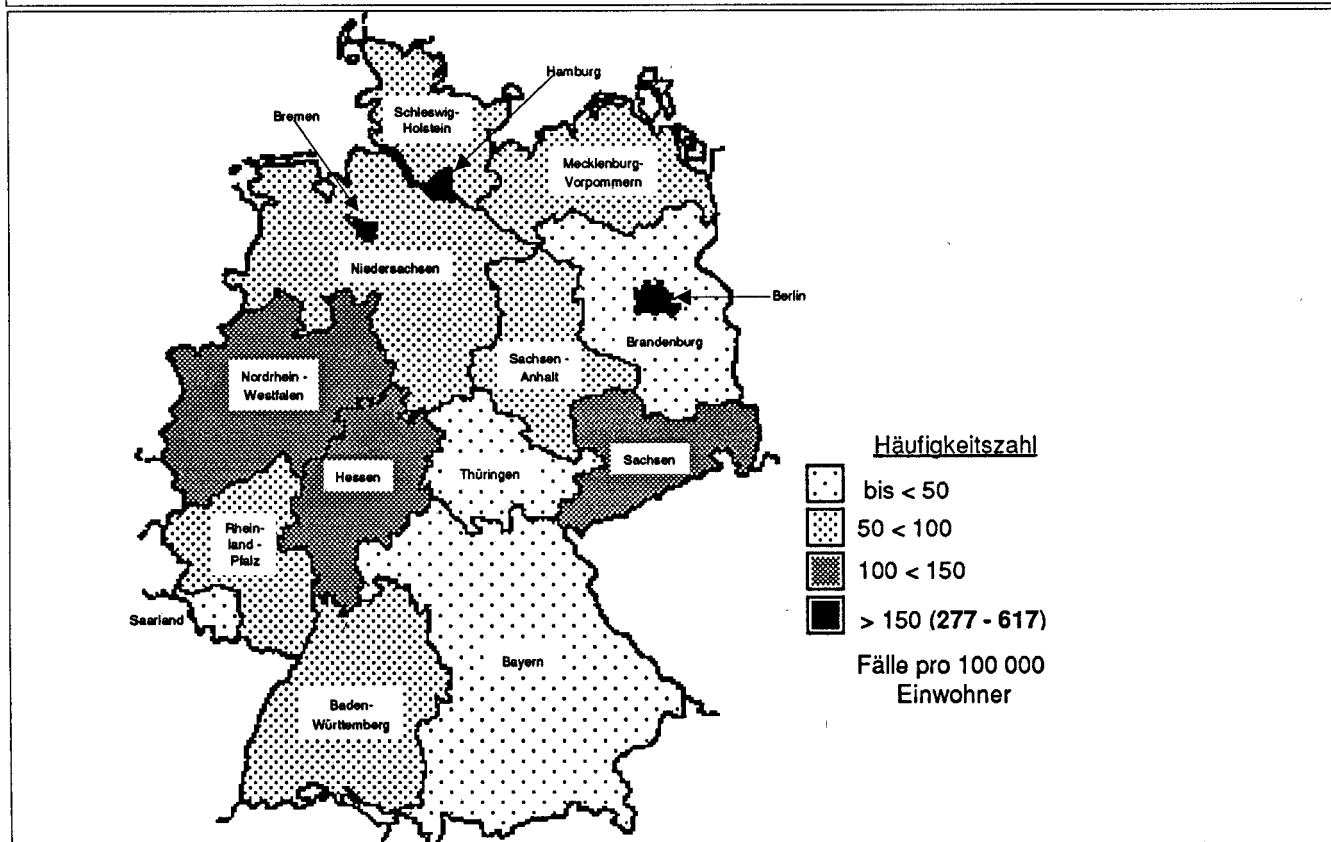 Hamburg
Schleswig-
Holstein
Bremen
Mecklenburg-
Vorpommern
Niedersachsen
Berlin
Brandenburg
Sachsen -
Anhalt
Nordrhein -
Westfalen
Hessen
Thüringen
Sachsen
Rhein-
land -
Pfalz
Saarland
Bayern
Baden-
Württemberg
Häufigkeitszahl
bis < 50
50 < 100
100 < 150
> 150 (277 - 617)
Fälle pro 100 000
Einwohner